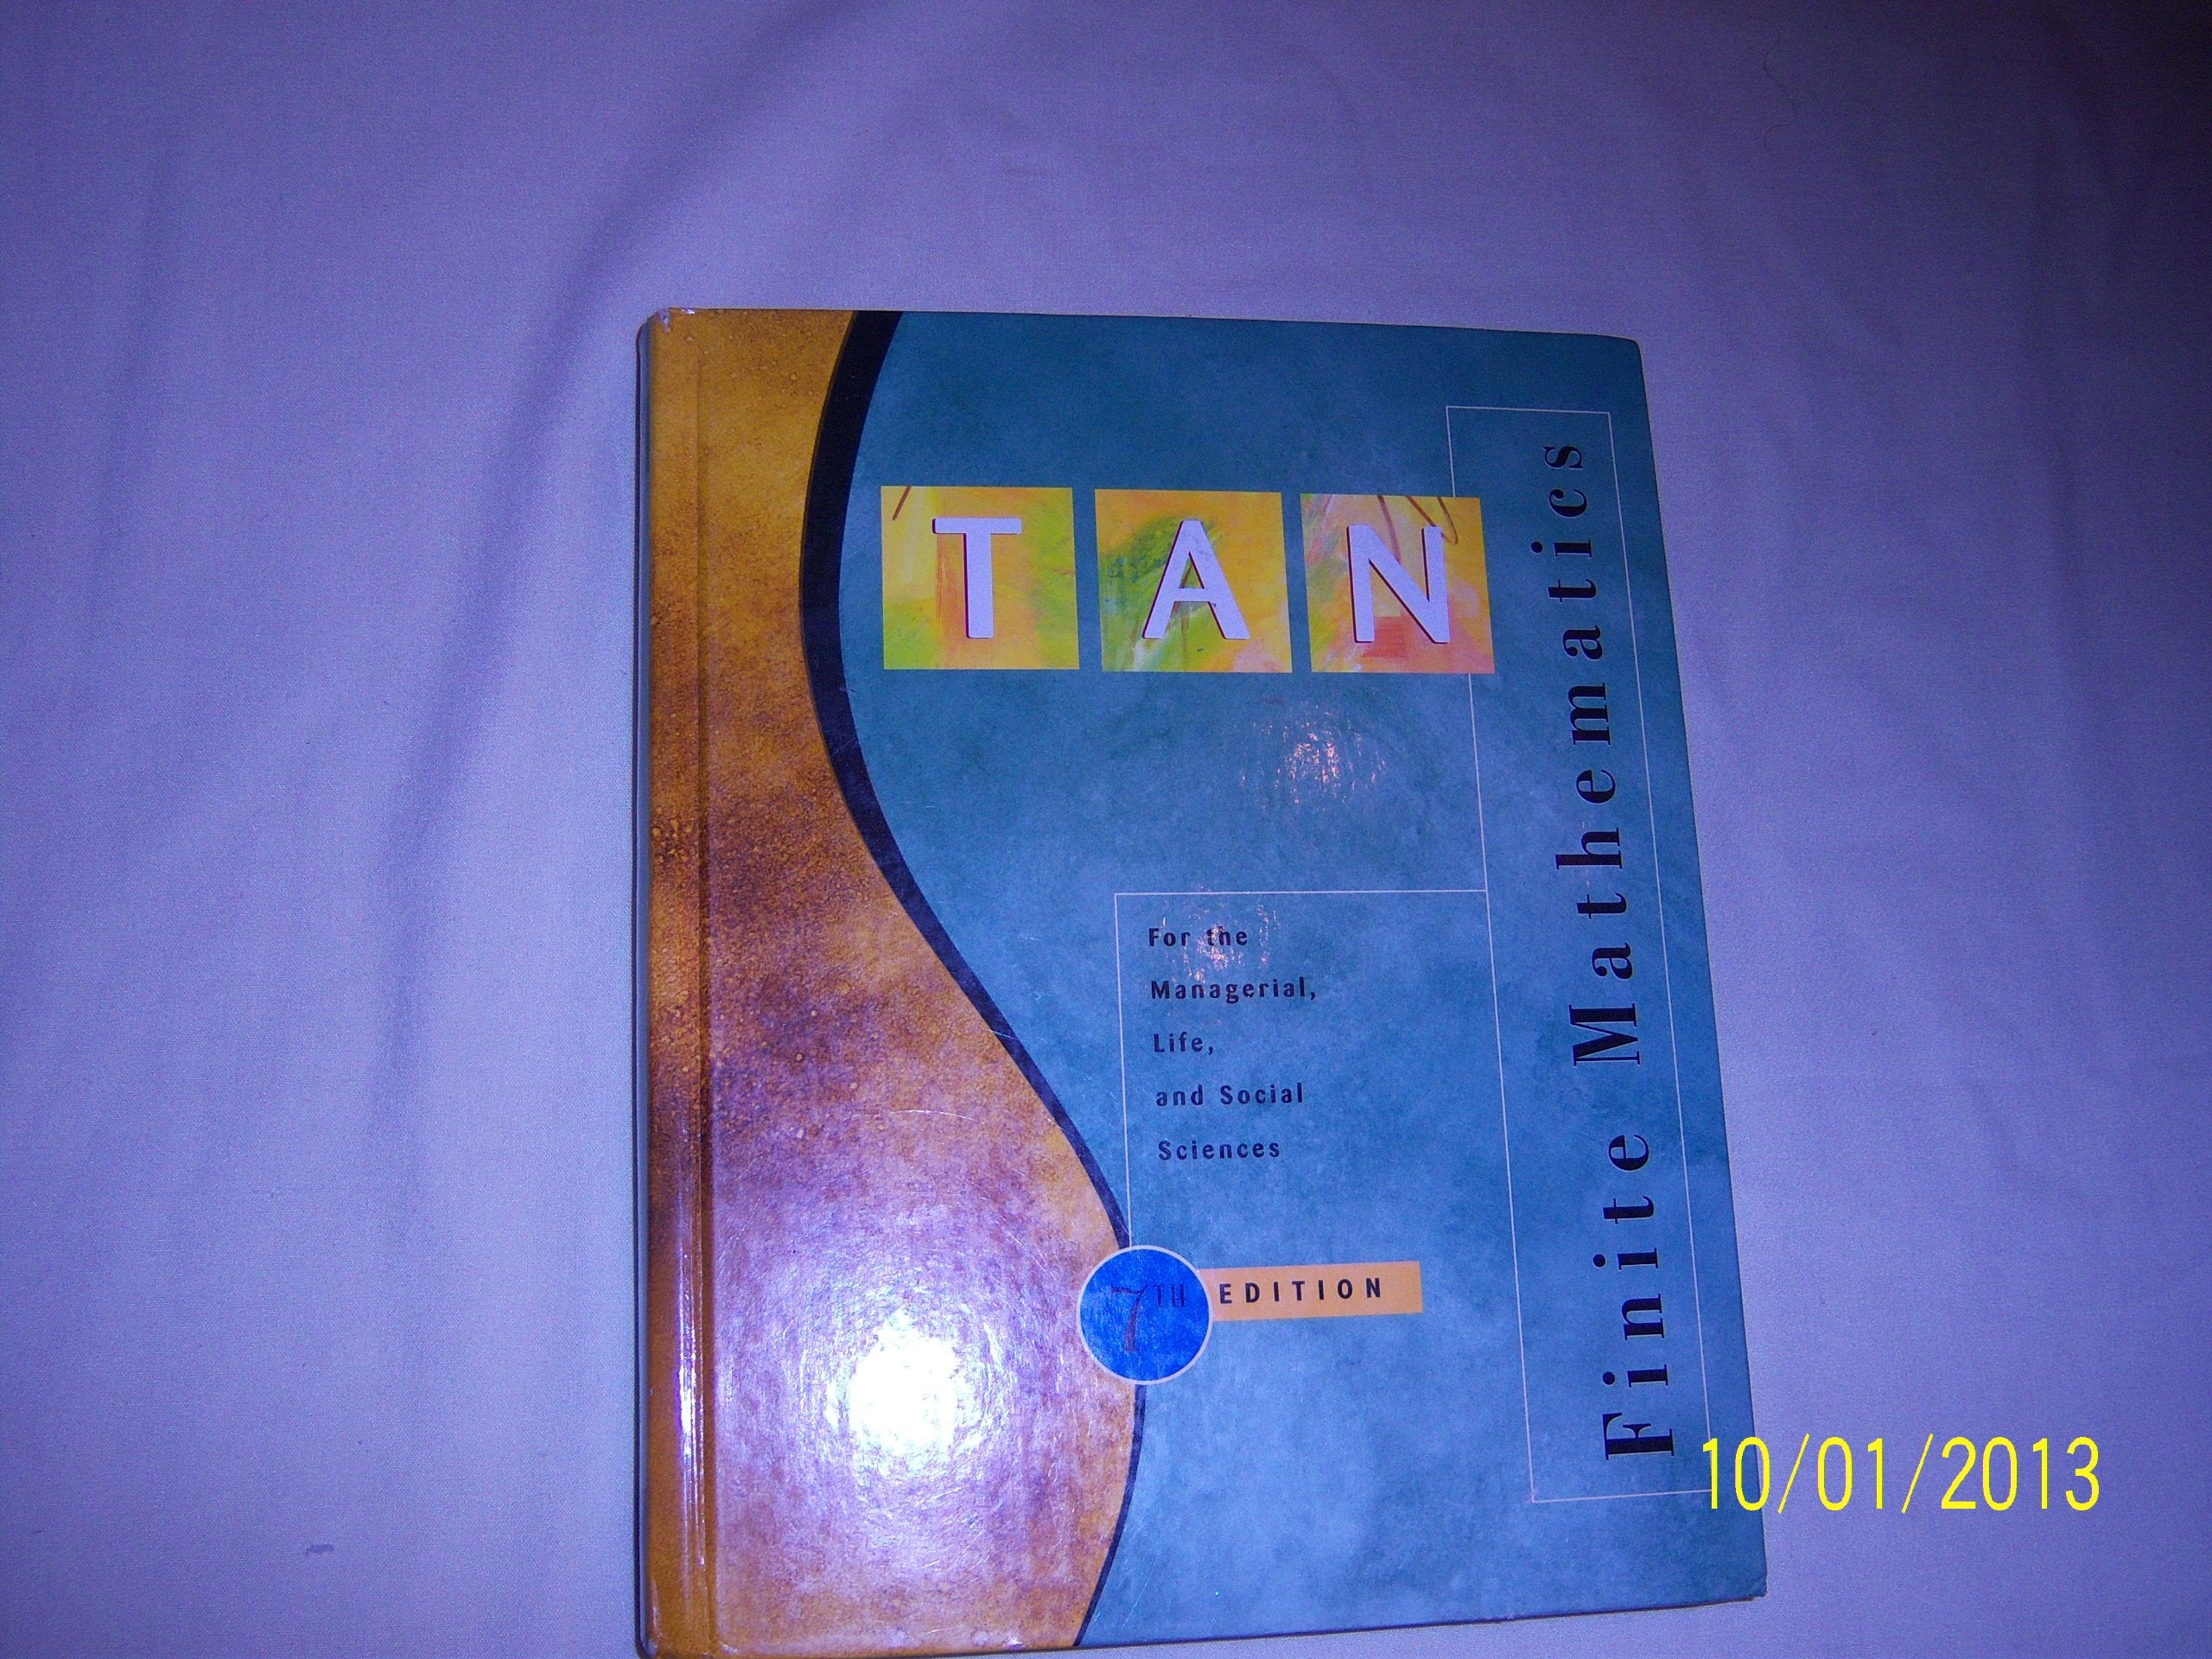 TAN
Finite Mathematics
For the
Managerial,
Life,
and Social
Sciences
7TH EDITION
10/01/2013